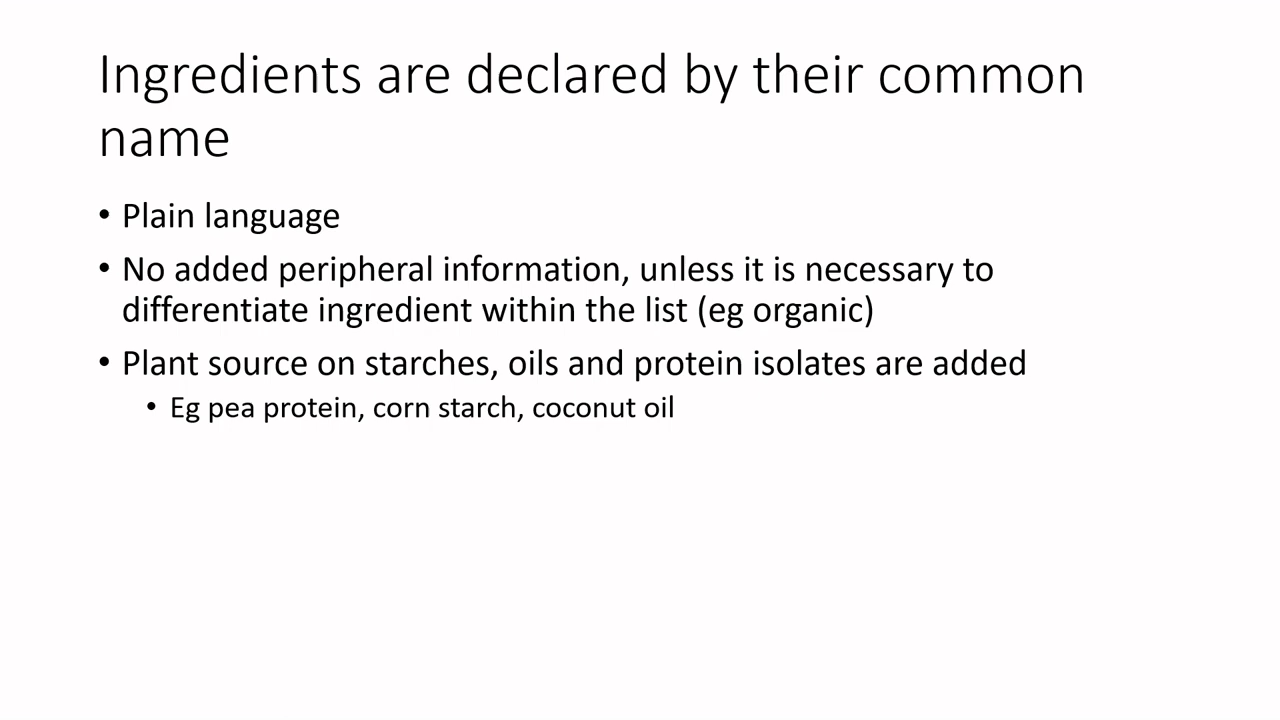 Ingredients are declared by their common
name
• Plain language
• No added peripheral information, unless it is necessary to
differentiate ingredient within the list (eg organic)
• Plant source on starches, oils and protein isolates are added
• Eg pea protein, corn starch, coconut oil